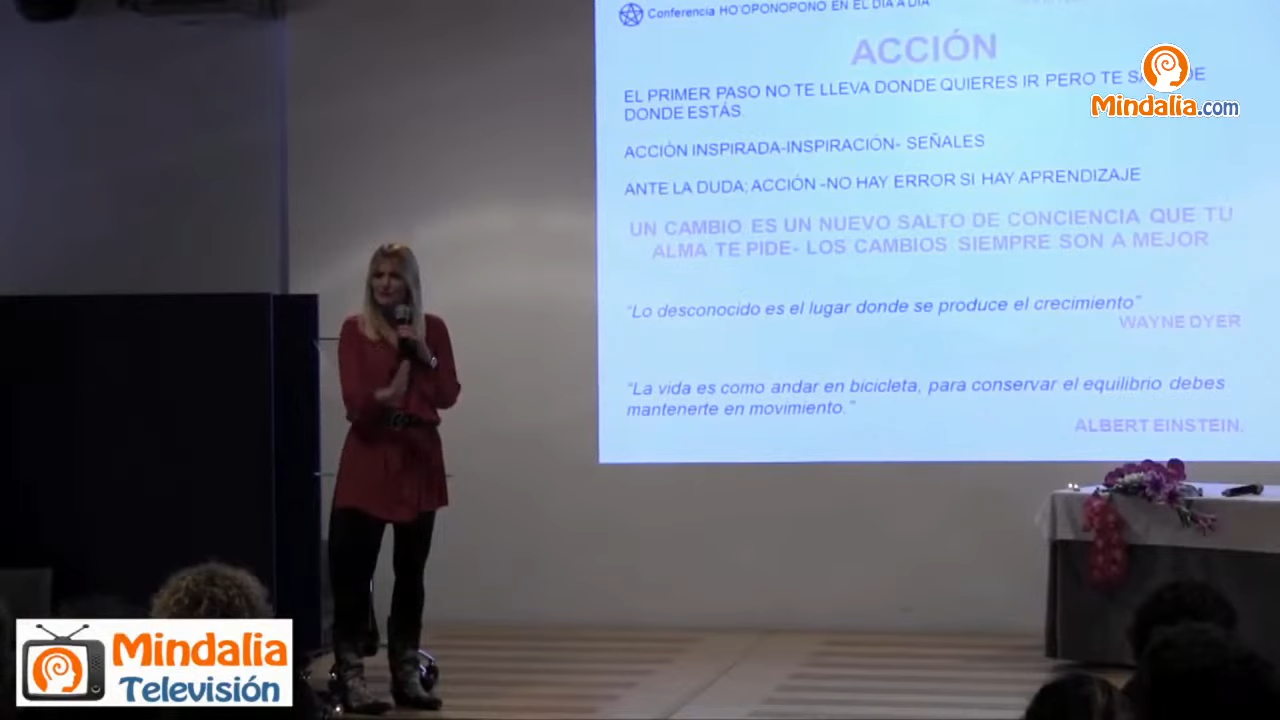 Conferencia HO'OPONOPONO EN EL DIA A DIA
ACCIÓN
EL PRIMER PASO NO TE LLEVA DONDE QUIERES IR PERO TE DE
DONDE ESTÁS.
ACCIÓN INSPIRADA-INSPIRACIÓN- SEÑALES
ANTE LA DUDA; ACCIÓN -NO HAY ERROR SI HAY APRENDIZAJE
UN CAMBIO ES UN NUEVO SALTO DE CONCIENCIA QUE TU
ALMA TE PIDE- LOS CAMBIOS SIEMPRE SON A MEJOR
“Lo desconocido es el lugar donde se produce el crecimiento”
WAYNE DYER
“La vida es como andar en bicicleta, para conservar el equilibrio debes
mantenerte en movimiento.”
ALBERT EINSTEIN.
Mindalia.com
Mindalia
Televisión